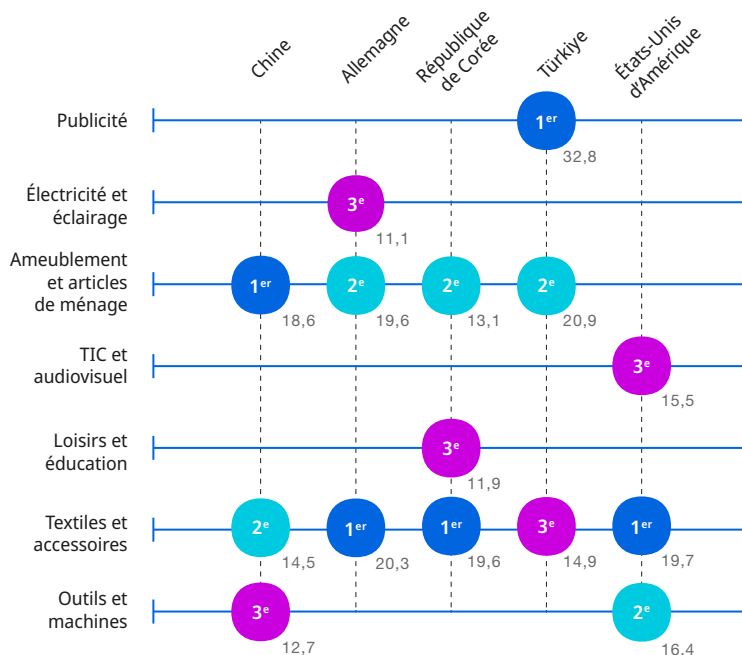 Chine
Allemagne
République
de Corée
Türkiye
États-Unis
d'Amérique
Publicité
1er
32,8
Électricité et
éclairage
3e
11,1
Ameublement
et articles
de ménage
1er
18,6
2e
19,6
2e
13,1
2e
20,9
TIC et
audiovisuel
3e
15,5
Loisirs et
éducation
3e
11,9
Textiles et
accessoires
2e
14,5
1er
20,3
1er
19,6
3e
14,9
1er
19,7
Outils et
machines
3e
12,7
2e
16,4